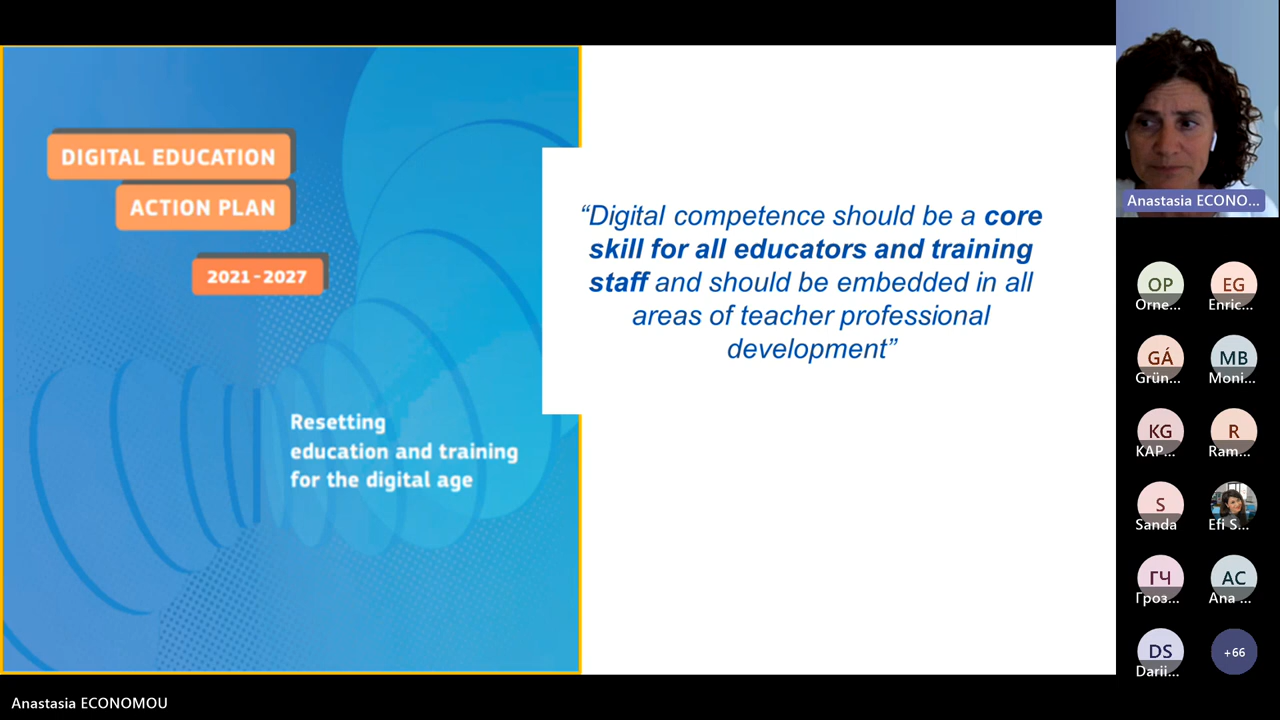 DIGITAL EDUCATION
ACTION PLAN
2021-2027
Resetting
education and training
for the digital age
“Digital competence should be a core
skill for all educators and training
staff and should be embedded in all
areas of teacher professional
development”
Anastasia ECONO...
OP
Orne...
EG
Enric...
GÁ
Grün...
MB
Moni...
KG
KAP...
R
Ram...
S
Sanda
Efi S...
ГЧ
Гроз...
AC
Ana ...
DS
Darii...
+66
Anastasia ECONOMOU